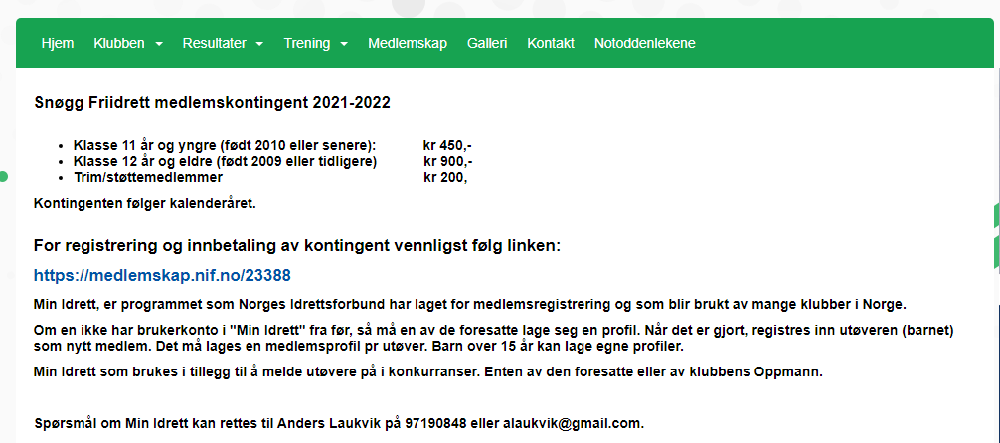 Hjem Klubben Resultater Trening Medlemskap Galleri Kontakt Notoddenlekene
Snøgg Friidrett medlemskontingent 2021-2022
Klasse 11 år og yngre (født 2010 eller senere): kr 450,-
Klasse 12 år og eldre (født 2009 eller tidligere) kr 900,-
Trim/støttemedlemmer kr 200,
Kontingenten følger kalenderåret.
For registrering og innbetaling av kontingent vennligst følg linken:
https://medlemskap.nif.no/23388
Min Idrett, er programmet som Norges Idrettsforbund har laget for medlemsregistrering og som blir brukt av mange klubber i Norge.
Om en ikke har brukerkonto i "Min Idrett" fra før, så må en av de foresatte lage seg en profil. Når det er gjort, registres inn utøveren (barnet)
som nytt medlem. Det må lages en medlemsprofil pr utøver. Barn over 15 år kan lage egne profiler.
Min Idrett som brukes i tillegg til å melde utøvere på i konkurranser. Enten av den foresatte eller av klubbens Oppmann.
Spørsmål om Min Idrett kan rettes til Anders Laukvik på 97190848 eller alaukvik@gmail.com.